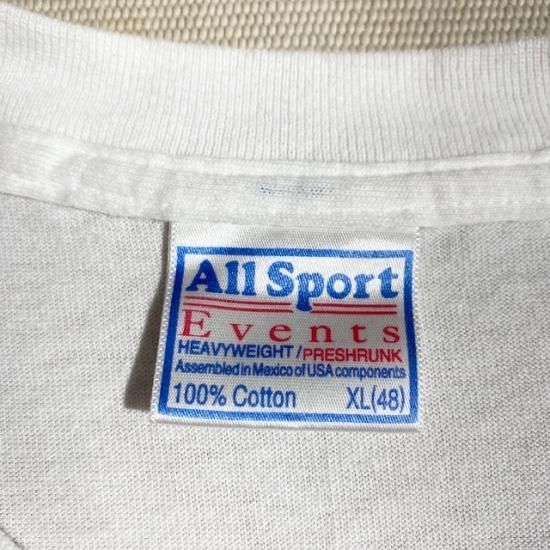 All Sport
Events
HEAVYWEIGHT/PRESHRUNK
Assembled in Mexico of USA components
100% Cotton XL(48)